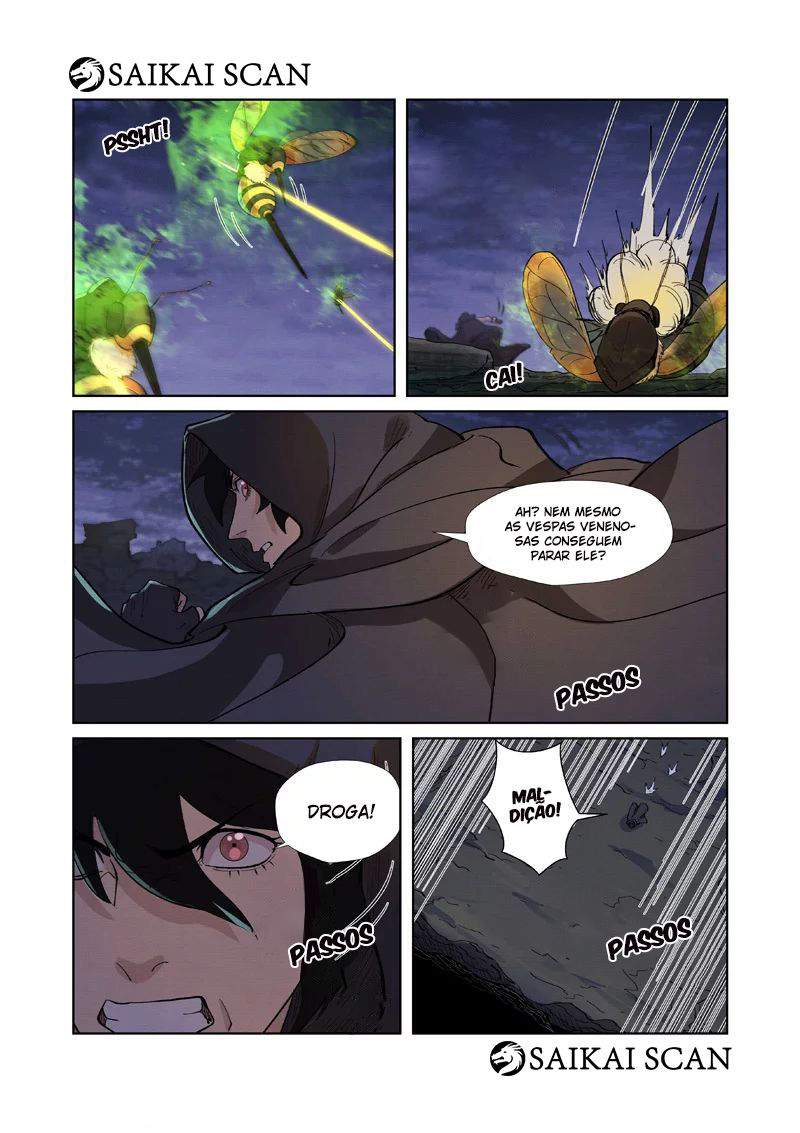 SAIKAI SCAN
PSSHT!
CAI!
AH? NEM MESMO
AS VESPAS VENENO-
SAS CONSEGUEM
PARAR ELE?
PASSOS
DROGA!
PASSOS
MAL-
DIÇÃO!
PASSOS
SAIKAI SCAN